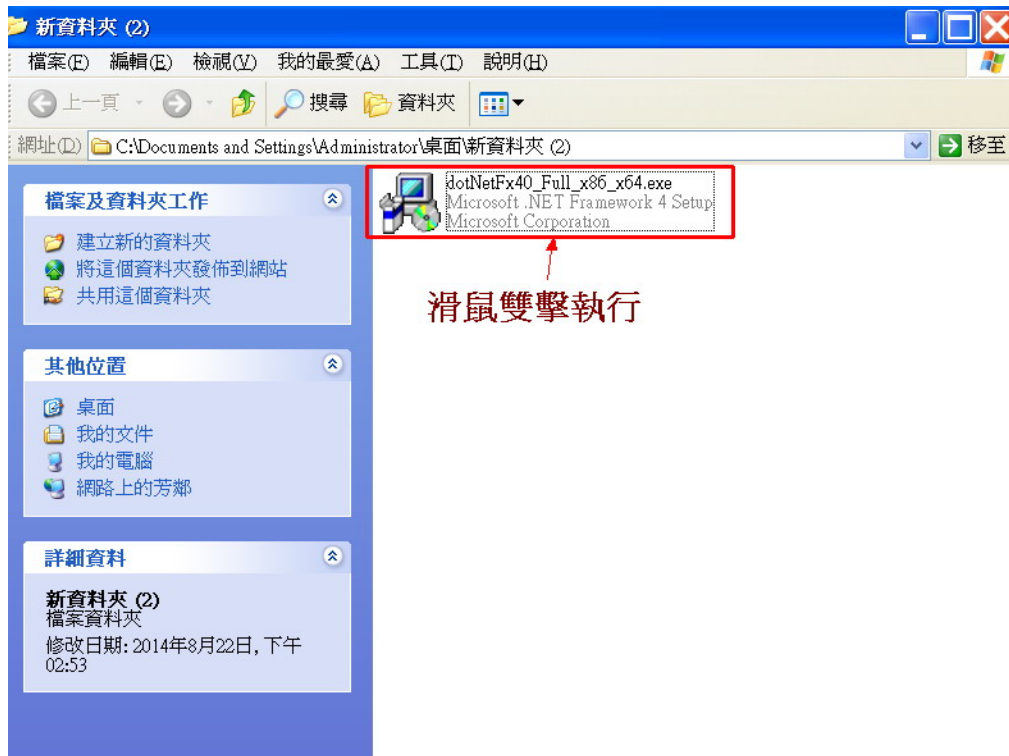 新資料夾 (2)
檔案(F) 編輯(E) 檢視(V) 我的最愛(A) 工具(T) 說明(H)
上一頁 搜尋 資料夾
網址(D) C:\Documents and Settings\Administrator\桌面\新資料夾 (2) 移至
檔案及資料夾工作
建立新的資料夾
將這個資料夾發佈到網站
共用這個資料夾
其他位置
桌面
我的文件
我的電腦
網路上的芳鄰
詳細資料
新資料夾 (2)
檔案資料夾
修改日期: 2014年8月22日, 下午
02:53
dotNetFx40_Full_x86_x64.exe
Microsoft .NET Framework 4 Setup
Microsoft Corporation
滑鼠雙擊執行